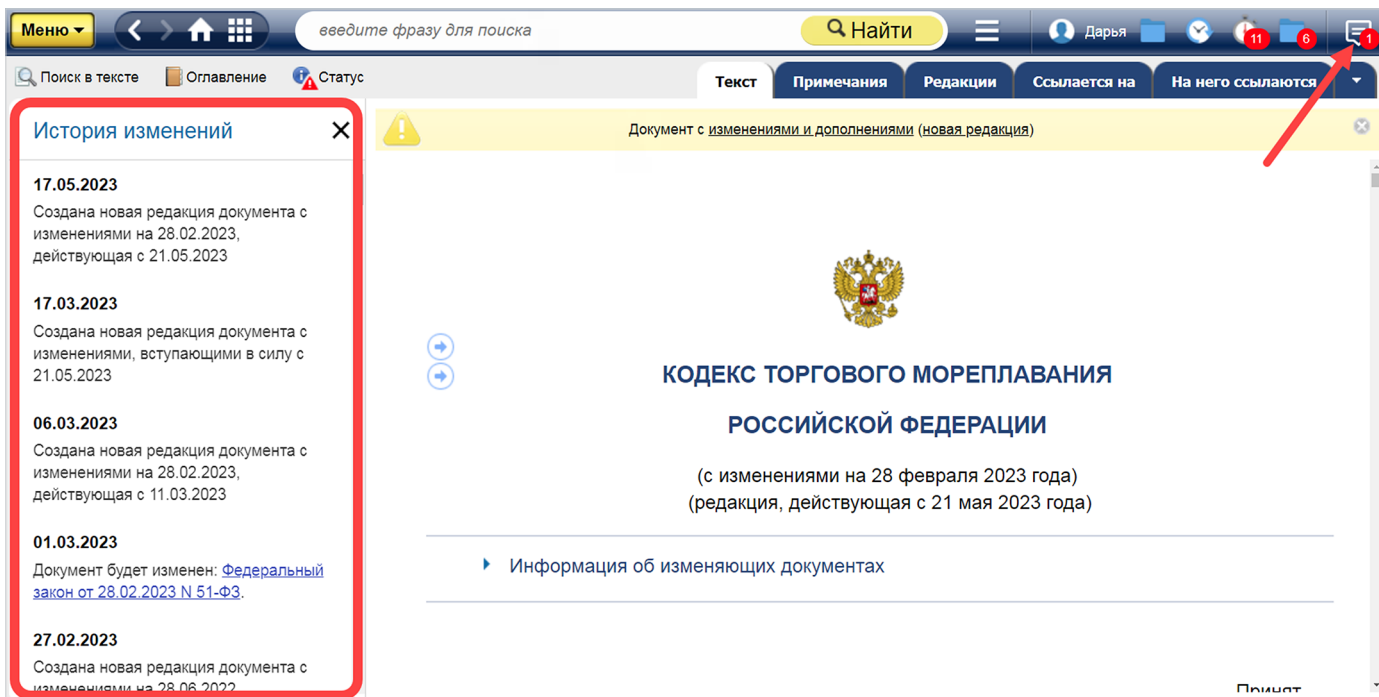 Меню
введите фразу для поиска
Найти
Дарья
11
6
1
Поиск в тексте
Оглавление
Статус
Текст
Примечания
Редакции
Ссылается на
На него ссылаются
История изменений
17.05.2023
Создана новая редакция документа с
изменениями на 28.02.2023,
действующая с 21.05.2023
17.03.2023
Создана новая редакция документа с
изменениями, вступающими в силу с
21.05.2023
06.03.2023
Создана новая редакция документа с
изменениями на 28.02.2023,
действующая с 11.03.2023
01.03.2023
Документ будет изменен: Федеральный
закон от 28.02.2023 N 51-ФЗ.
27.02.2023
Создана новая редакция документа с
изменениями на 28.06.2022
Документ с изменениями и дополнениями (новая редакция)
КОДЕКС ТОРГОВОГО МОРЕПЛАВАНИЯ
РОССИЙСКОЙ ФЕДЕРАЦИИ
(с изменениями на 28 февраля 2023 года)
(редакция, действующая с 21 мая 2023 года)
Информация об изменяющих документах
Принят